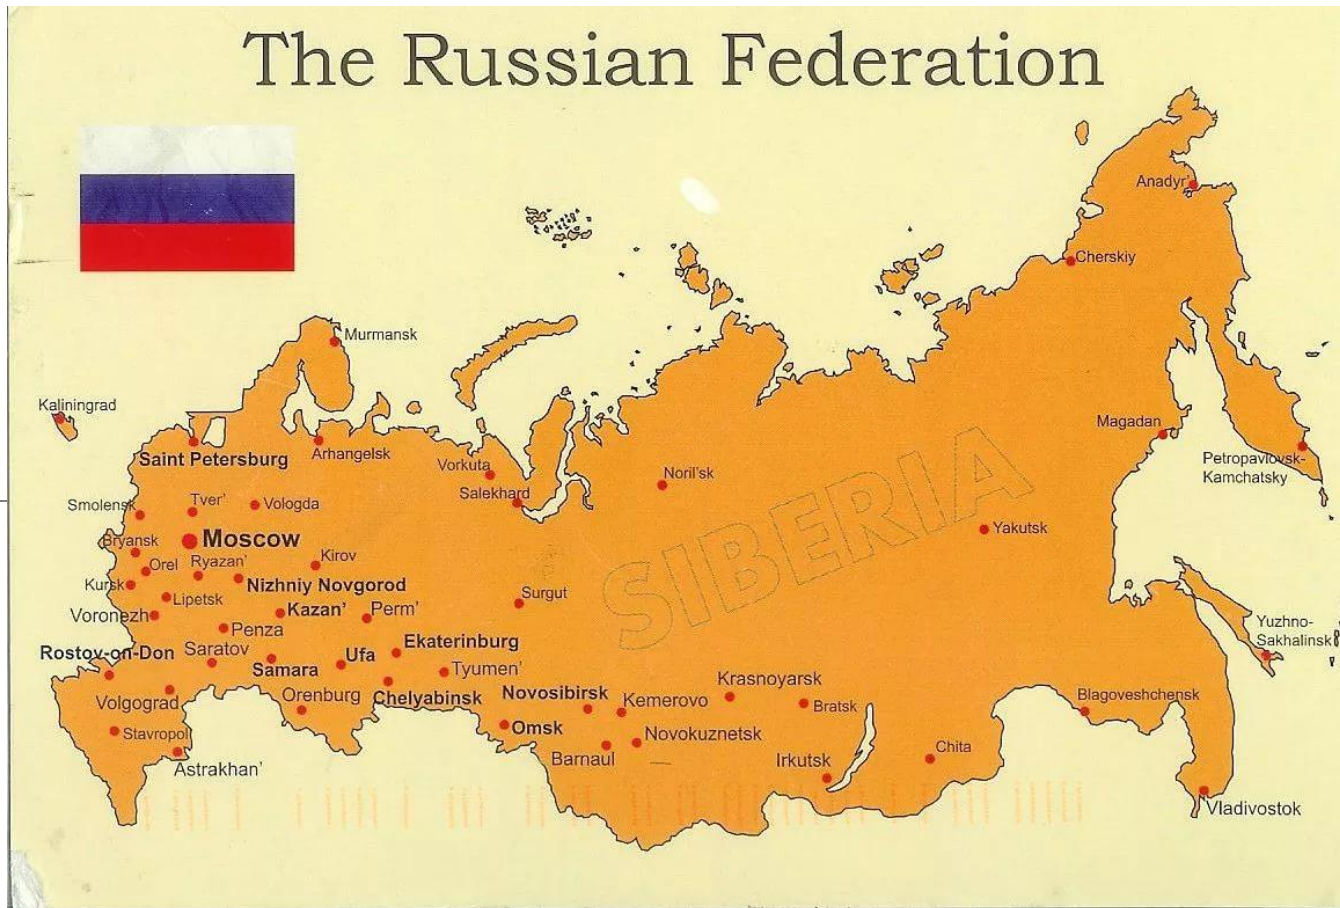 The Russian Federation
Anadyr'
Cherskiy
Murmansk
Kaliningrad
Magadan
Saint Petersburg
Arhangelsk
Vorkuta
Petropavlovsk-
Kamchatsky
Noril'sk
Salekhard
SIBERIA
Smolensk
Tver'
Vologda
Yakutsk
Moscow
Bryansk
Kirov
Orel
Ryazan'
Kursk
Nizhniy Novgorod
Surgut
Lipetsk
Kazan'
Perm'
Voronezh
Yuzhno-
Sakhalinsk
Penza
Ekaterinburg
Rostov-on-Don
Saratov
Ufa
Samara
Tyumen'
Krasnoyarsk
Novosibirsk
Blagoveshchensk
Orenburg
Chelyabinsk
Volgograd
Kemerovo
Bratsk
Omsk
Stavropol
Novokuznetsk
Chita
Barnaul
Irkutsk
Astrakhan'
Vladivostok